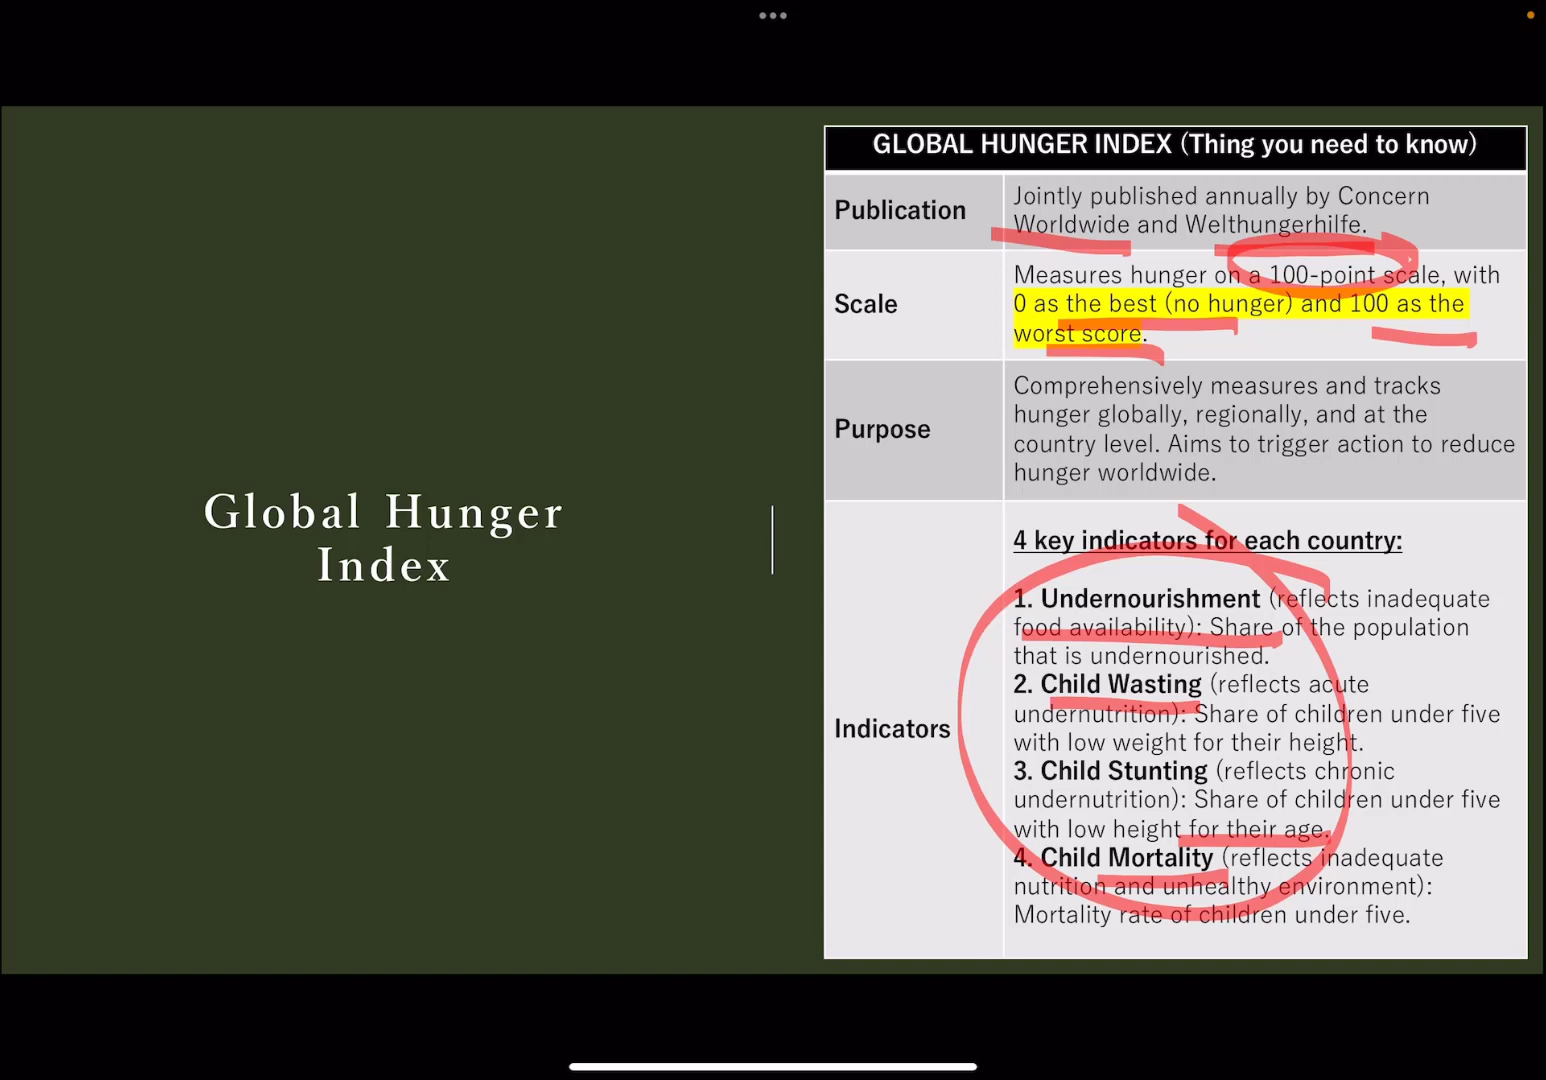 Global Hunger
Index
GLOBAL HUNGER INDEX (Thing you need to know)
Publication
Jointly published annually by Concern
Worldwide and Welthungerhilfe.
Scale
Measures hunger on a 100-point scale, with
0 as the best (no hunger) and 100 as the
worst score.
Purpose
Comprehensively measures and tracks
hunger globally, regionally, and at the
country level. Aims to trigger action to reduce
hunger worldwide.
Indicators
4 key indicators for each country:
1. Undernourishment (reflects inadequate
food availability): Share of the population
that is undernourished.
2. Child Wasting (reflects acute
undernutrition): Share of children under five
with low weight for their height.
3. Child Stunting (reflects chronic
undernutrition): Share of children under five
with low height for their age.
4. Child Mortality (reflects inadequate
nutrition and unhealthy environment):
Mortality rate of children under five.